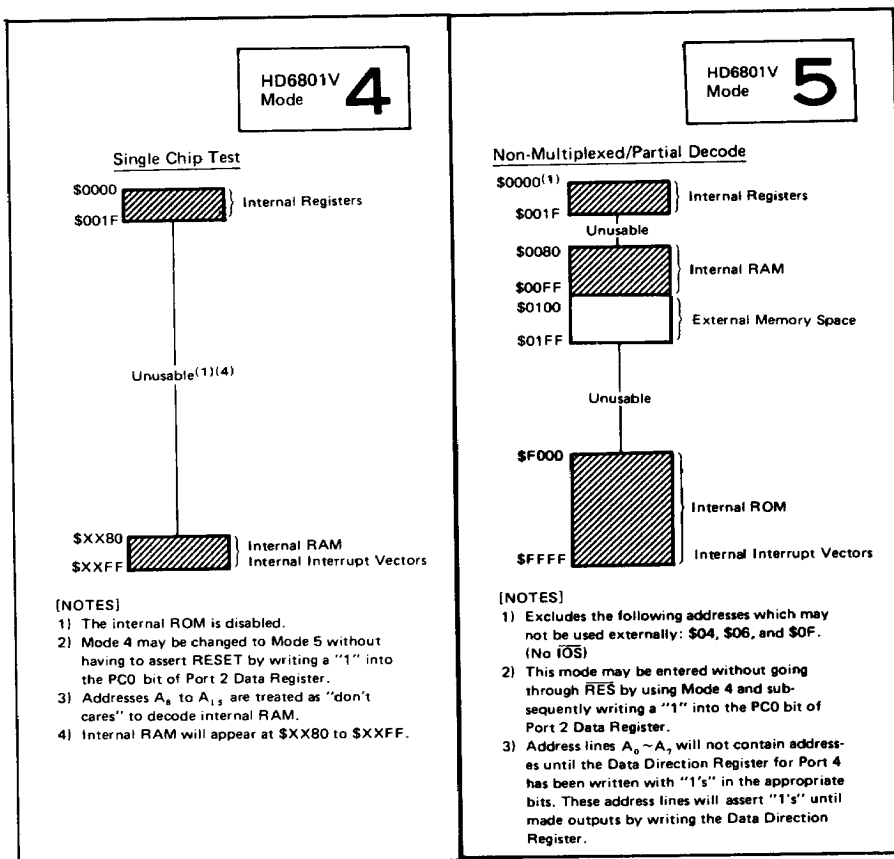 HD6801V
Mode 4
Single Chip Test
$0000
$001F
Internal Registers
Unusable(1)(4)
$XX80
$XXFF
Internal RAM
Internal Interrupt Vectors
[NOTES]
1) The internal ROM is disabled.
2) Mode 4 may be changed to Mode 5 without
having to assert RESET by writing a "1" into
the PC0 bit of Port 2 Data Register.
3) Addresses A8 to A15 are treated as "don't
cares" to decode internal RAM.
4) Internal RAM will appear at $XX80 to $XXFF.
HD6801V
Mode 5
Non-Multiplexed/Partial Decode
$0000(1)
$001F
Internal Registers
Unusable
$0080
$00FF
Internal RAM
$0100
$01FF
External Memory Space
Unusable
$F000
Internal ROM
$FFFF
Internal Interrupt Vectors
[NOTES]
1) Excludes the following addresses which may
not be used externally: $04, $06, and $0F.
(No IOS)
2) This mode may be entered without going
through RES by using Mode 4 and sub-
sequently writing a "1" into the PC0 bit of
Port 2 Data Register.
3) Address lines A0~A7 will not contain address-
es until the Data Direction Register for Port 4
has been written with "1's" in the appropriate
bits. These address lines will assert "1's" until
made outputs by writing the Data Direction
Register.